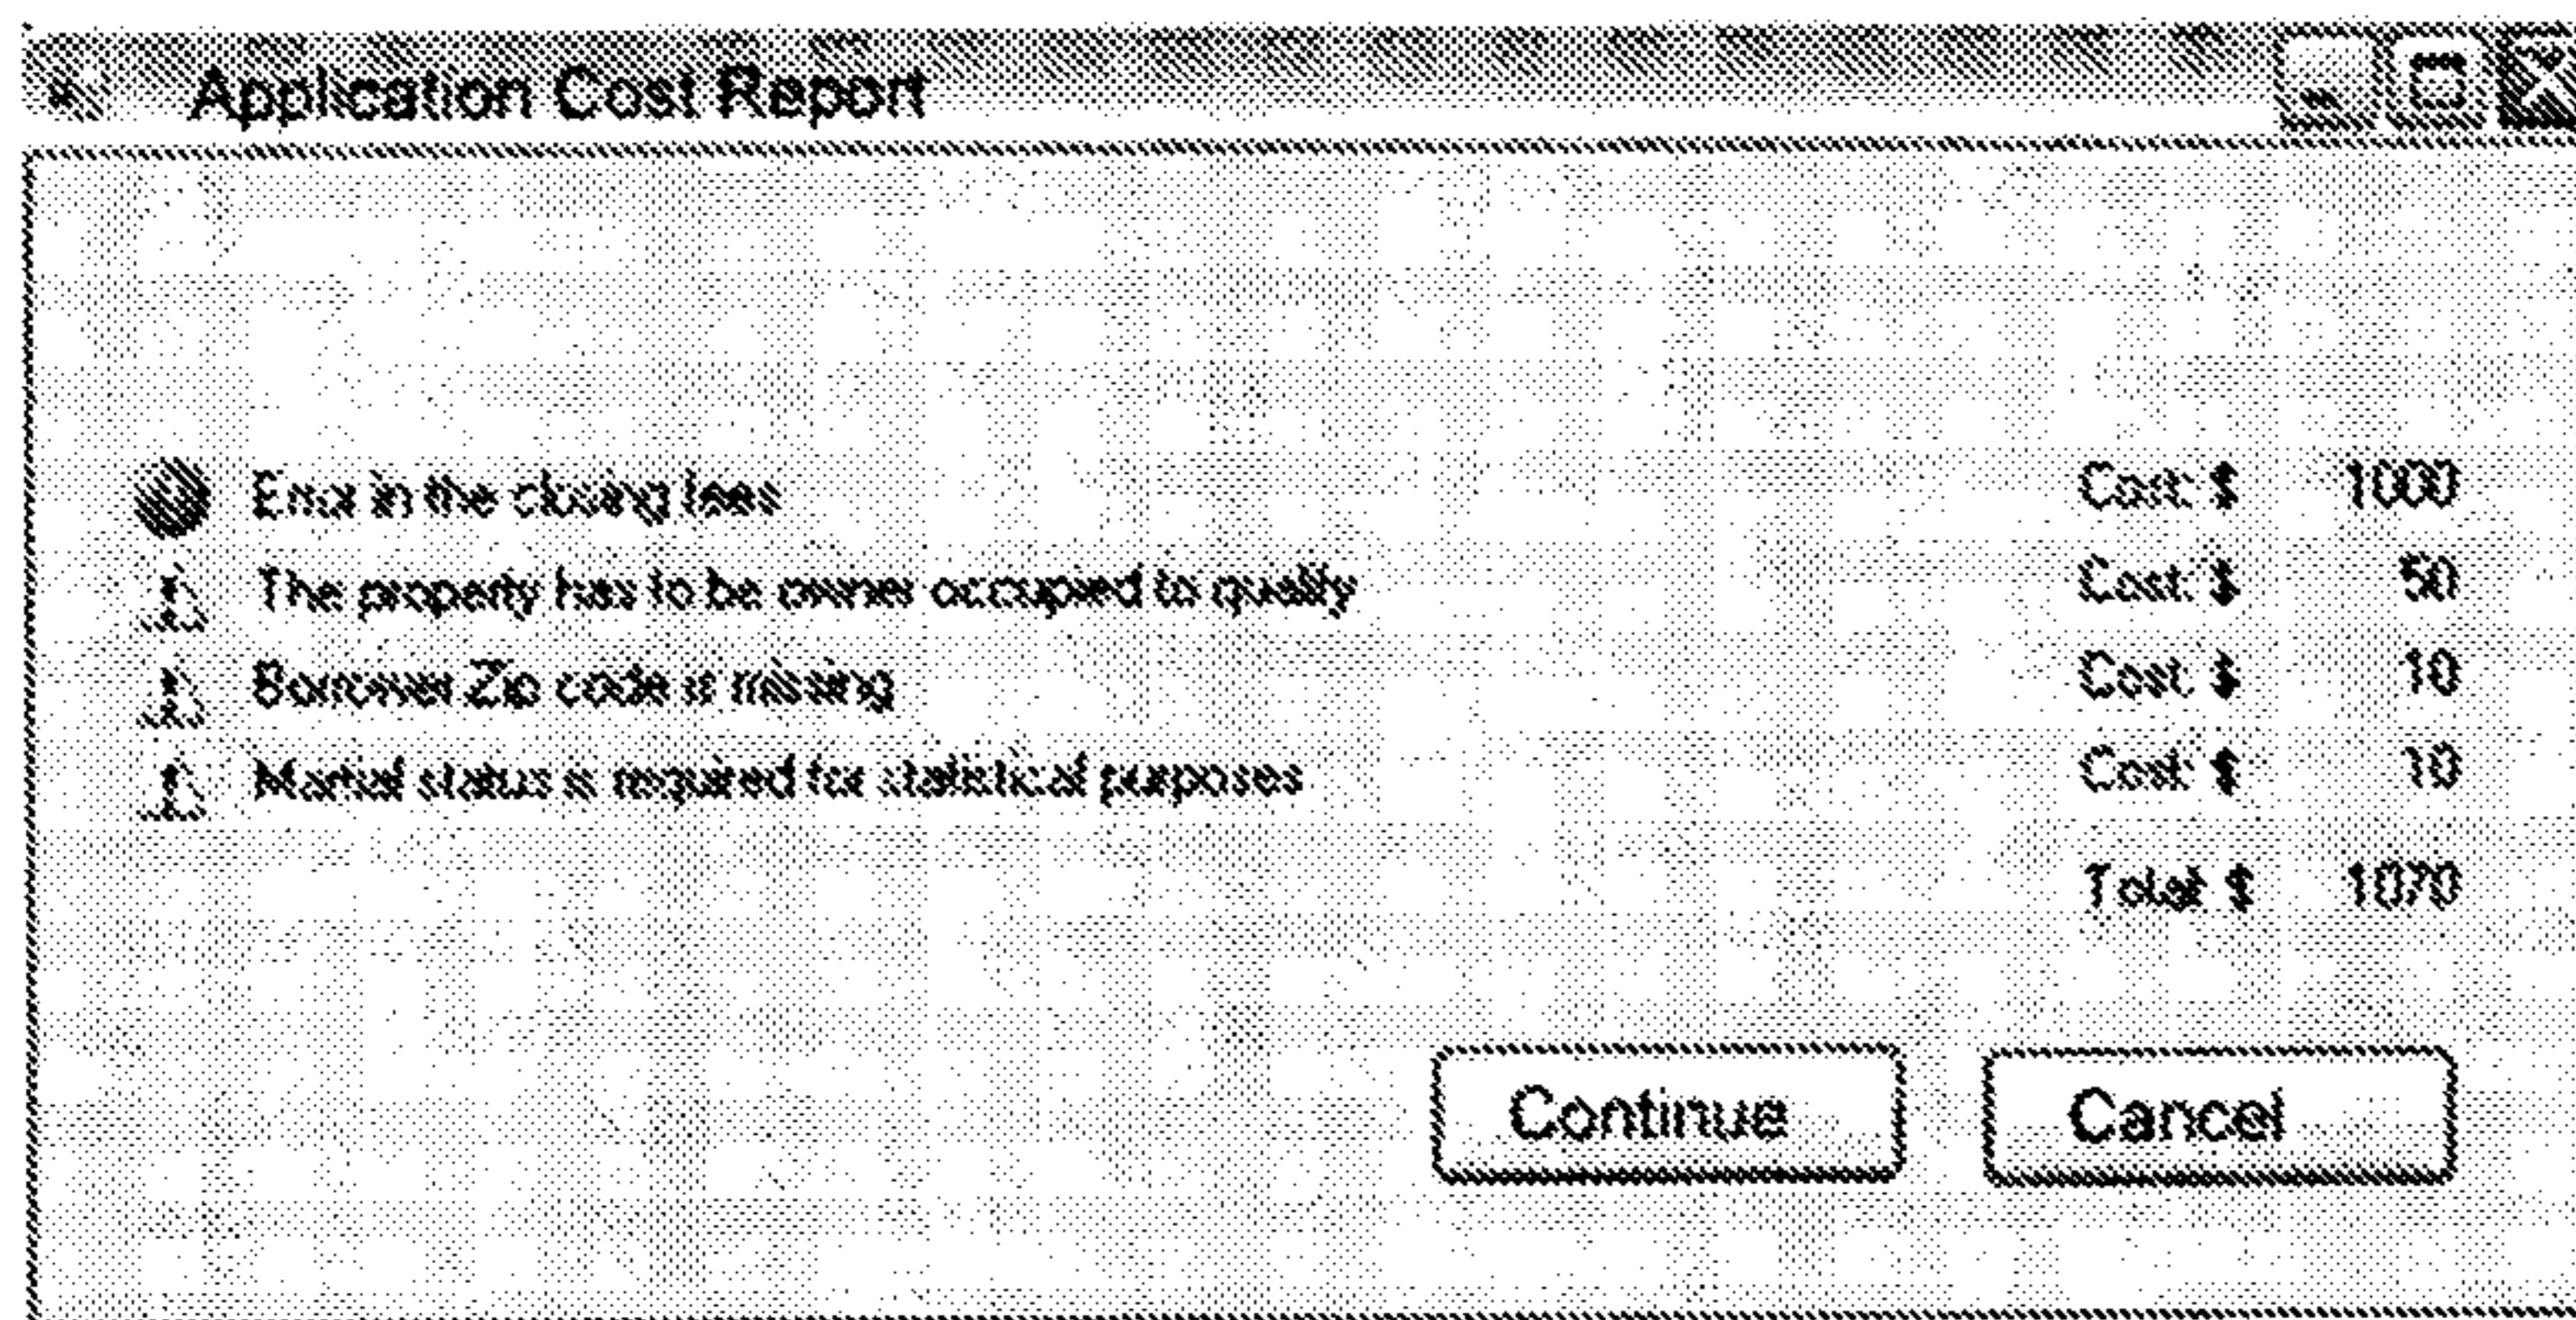 Application Cost Report
Error in the closing fees Cost: $ 1000
The property has to be owner occupied to qualify Cost: $ 50
Borrower Zip code is missing Cost: $ 10
Martial status is required for statistical purposes Cost: $ 10
Total: $ 1070
Continue Cancel